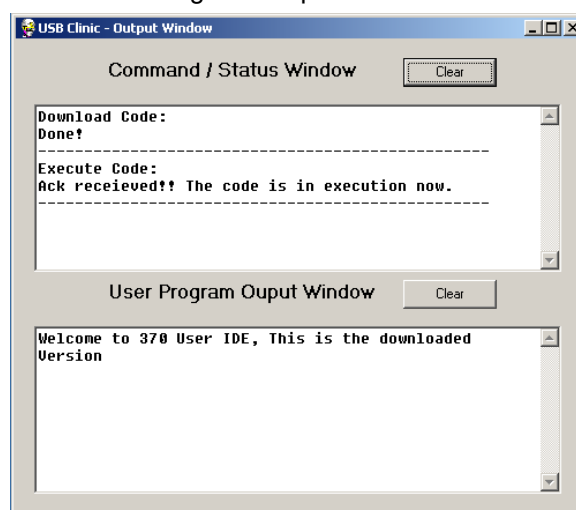 USB Clinic - Output Window
Command / Status Window
Clear
Download Code:
Done!
--------------------------------------------------
Execute Code:
Ack receieved!! The code is in execution now.
--------------------------------------------------
User Program Ouput Window
Clear
Welcome to 370 User IDE, This is the downloaded
Version